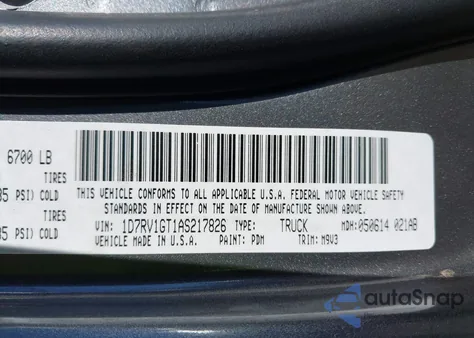 6700 LB
TIRES
35 PSI) COLD
TIRES
35 PSI) COLD
THIS VEHICLE CONFORMS TO ALL APPLICABLE U.S.A. FEDERAL MOTOR VEHICLE SAFETY
STANDARDS IN EFFECT ON THE DATE OF MANUFACTURE SHOWN ABOVE.
VIN: 1D7RV1GT1AS217826 TYPE: TRUCK MDH: 050614 021AB
VEHICLE MADE IN U.S.A. PAINT: PDM TRIM: M9V3
autoSnap